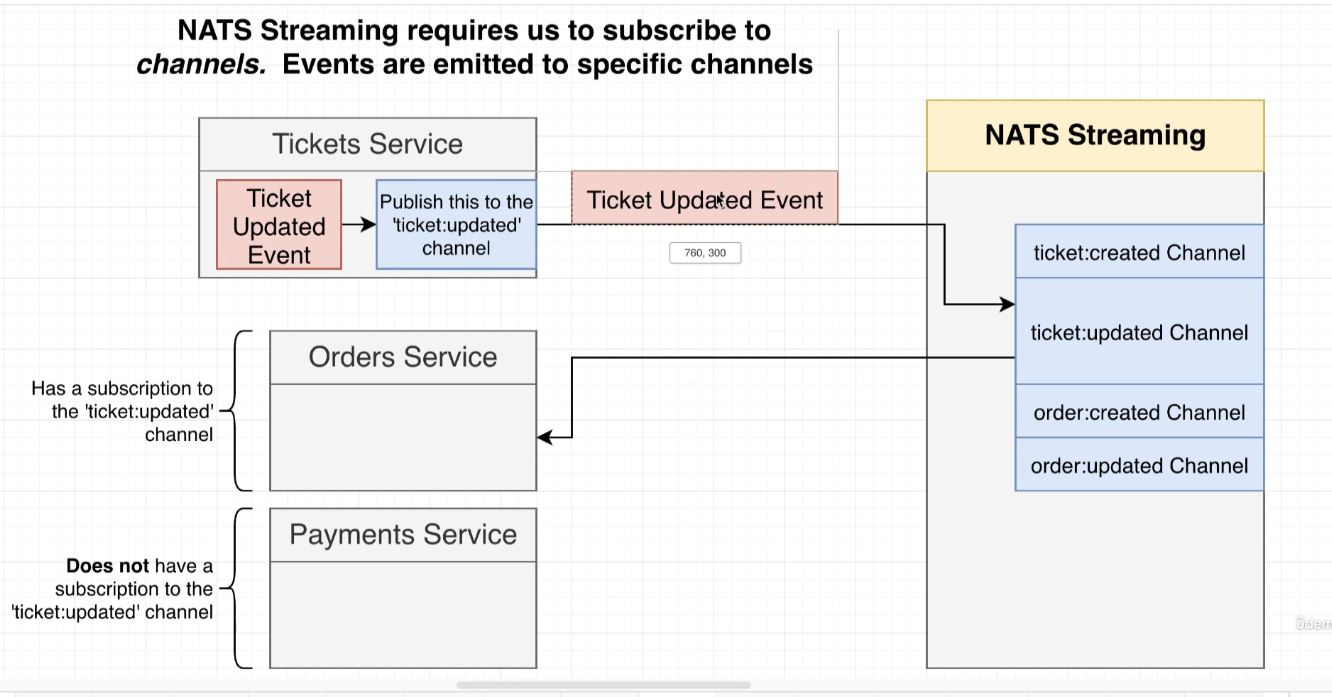 NATS Streaming requires us to subscribe to
channels. Events are emitted to specific channels
Tickets Service
Ticket
Updated
Event
Publish this to the
'ticket:updated'
channel
Ticket Updated Event
760, 300
NATS Streaming
ticket:created Channel
ticket:updated Channel
order:created Channel
order:updated Channel
Orders Service
Has a subscription to
the 'ticket:updated'
channel
Payments Service
Does not have a
subscription to the
'ticket:updated' channel